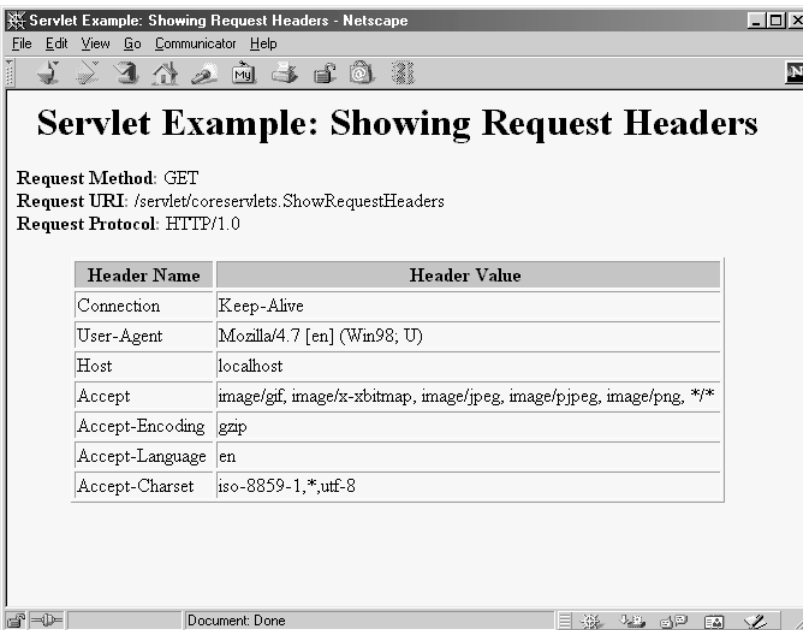 Servlet Example: Showing Request Headers - Netscape
File Edit View Go Communicator Help
My
N
Servlet Example: Showing Request Headers
Request Method: GET
Request URI: /servlet/coreservlets.ShowRequestHeaders
Request Protocol: HTTP/1.0
Header Name Header Value
Connection Keep-Alive
User-Agent Mozilla/4.7 [en] (Win98; U)
Host localhost
Accept image/gif, image/x-xbitmap, image/jpeg, image/pjpeg, image/png, */*
Accept-Encoding gzip
Accept-Language en
Accept-Charset iso-8859-1,*,utf-8
Document: Done